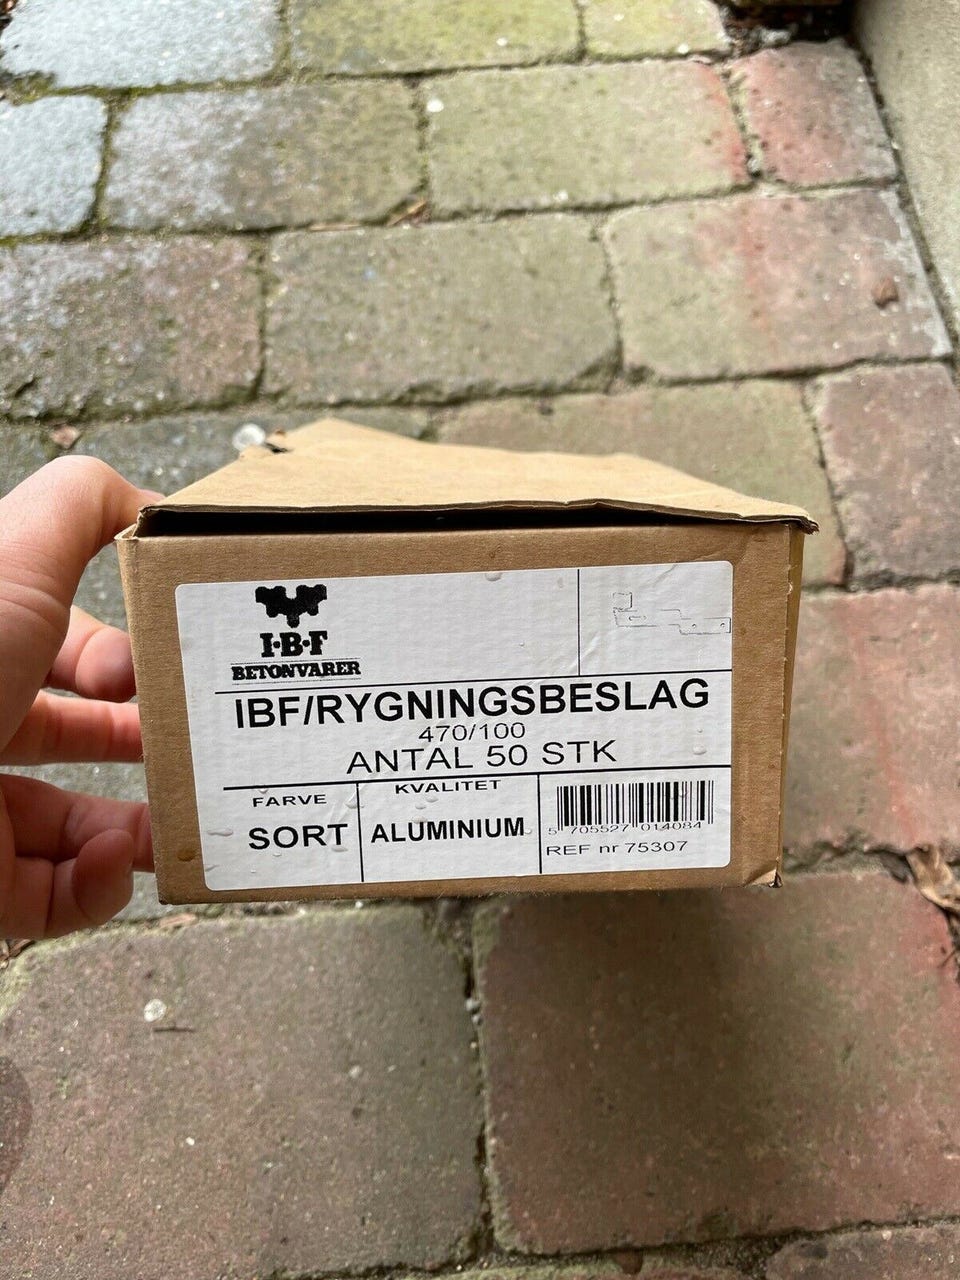 I·B·F
BETONVARER
IBF/RYGNINGSBESLAG
470/100
ANTAL 50 STK
FARVE
SORT
KVALITET
ALUMINIUM
5 705527 014084
REF nr 75307